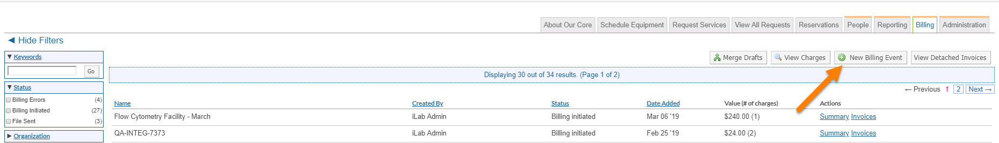 About Our Core Schedule Equipment Request Services View All Requests Reservations People Reporting Billing Administration
◀ Hide Filters
▼ Keywords
Go
Merge Drafts View Charges New Billing Event View Detached Invoices
Displaying 30 out of 34 results. (Page 1 of 2)
← Previous 1 2 Next →
▼ Status
Billing Errors (4)
Billing Initiated (27)
File Sent (3)
▶ Organization
Name Created By Status Date Added Value (# of charges) Actions
Flow Cytometry Facility - March iLab Admin Billing initiated Mar 06 '19 $240.00 (1) Summary Invoices
QA-INTEG-7373 iLab Admin Billing initiated Feb 25 '19 $24.00 (2) Summary Invoices